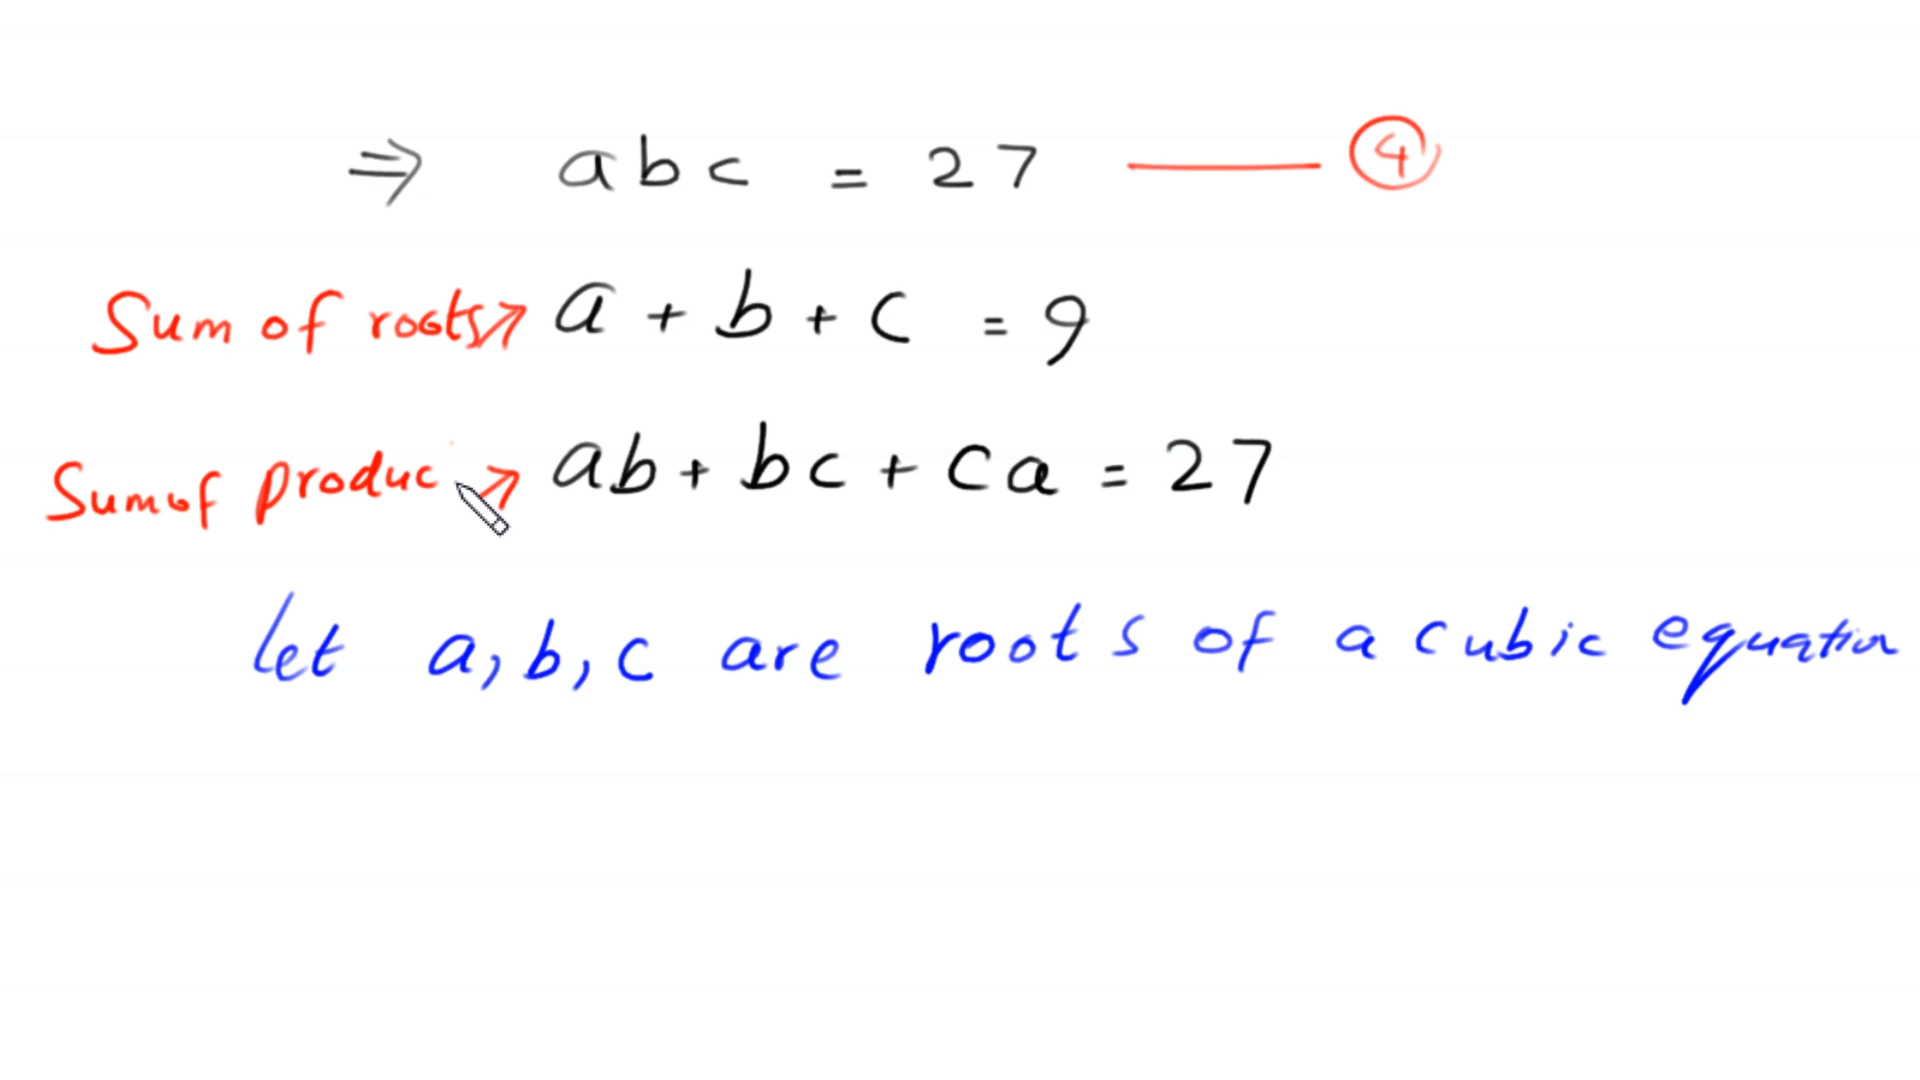 ⇒ abc = 27 —— ④
Sum of roots↗ a + b + c = 9
Sum of produc ↗ ab + bc + ca = 27
let a, b, c are roots of a cubic equation